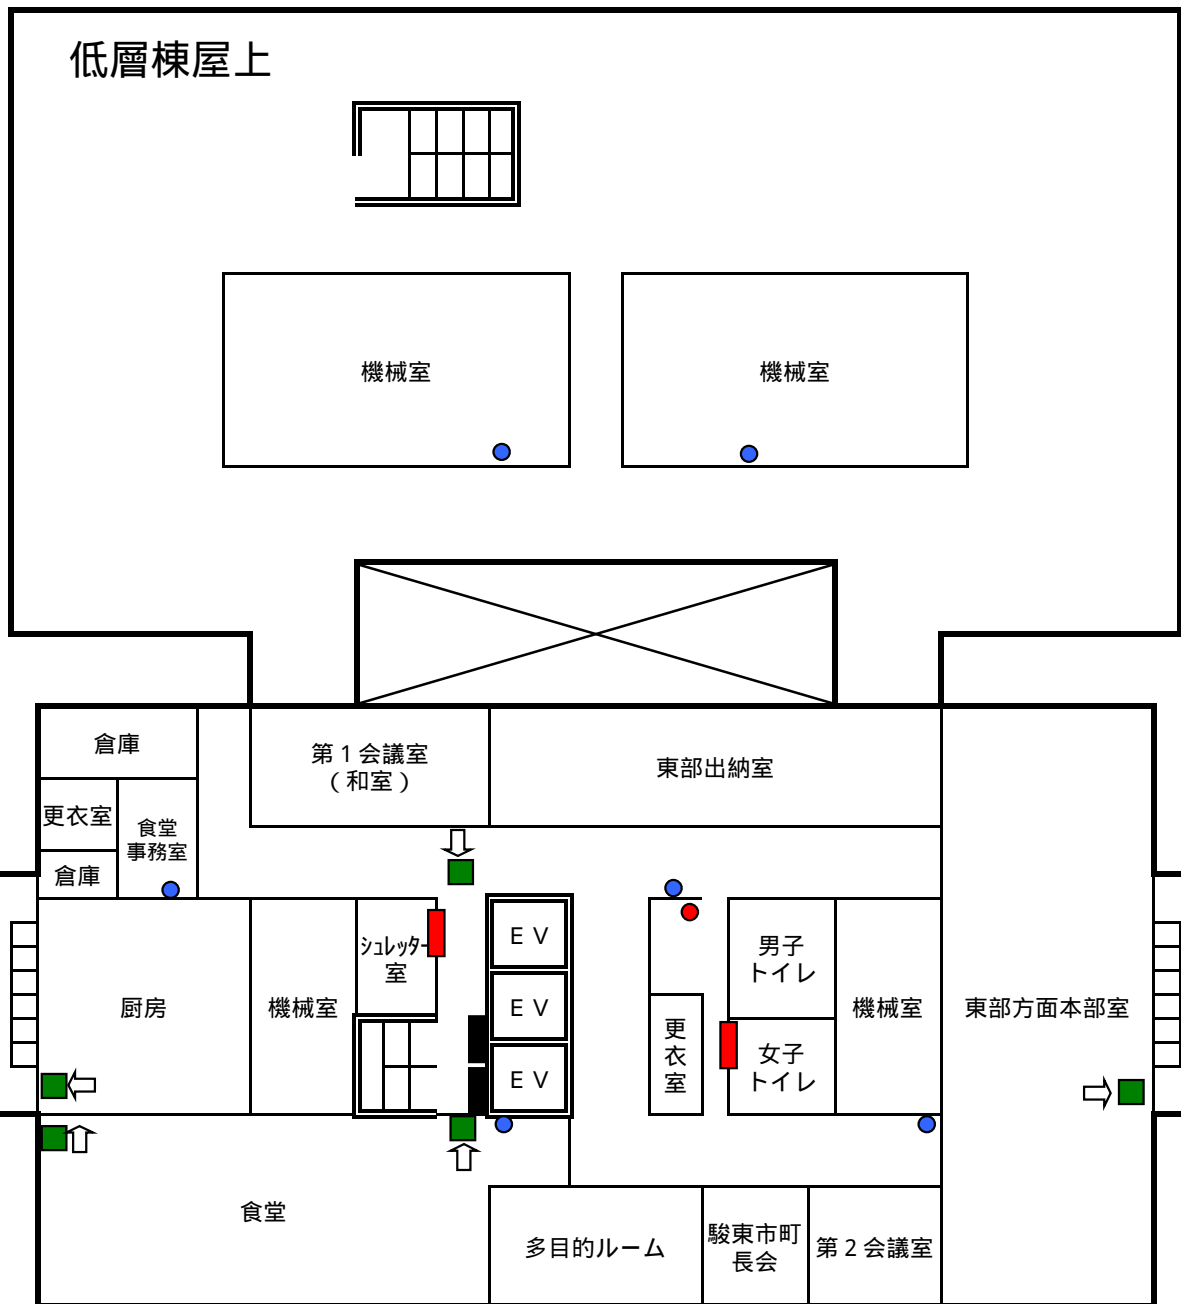 低層棟屋上
機械室
機械室
倉庫
第1会議室
(和室)
東部出納室
更衣室
食堂
事務室
倉庫
ｼｭﾚｯﾀｰ
室
ＥＶ
ＥＶ
ＥＶ
男子
トイレ
厨房
機械室
更
衣
室
女子
トイレ
機械室
東部方面本部室
食堂
多目的ルーム
駿東市町
長会
第2会議室